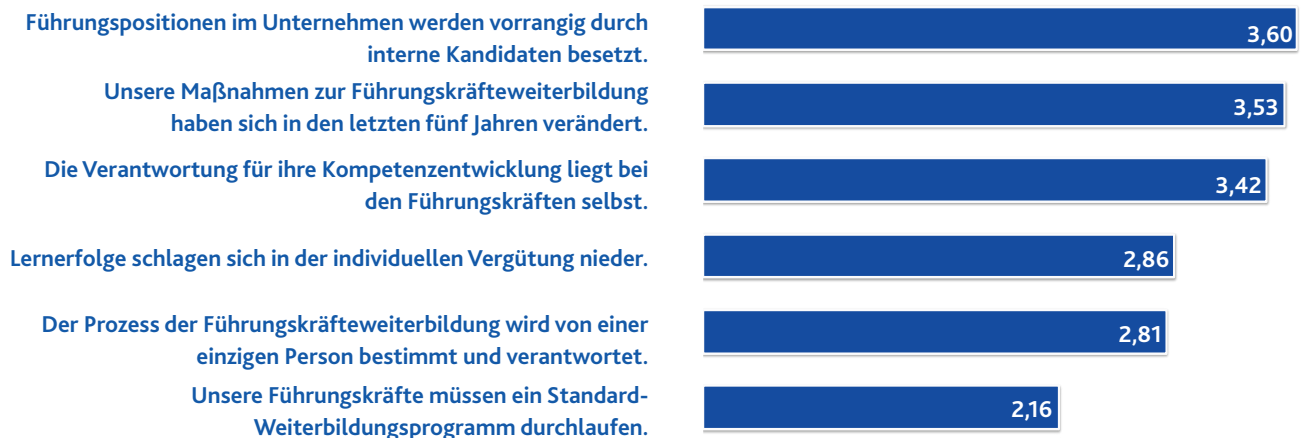 Führungspositionen im Unternehmen werden vorrangig durch
interne Kandidaten besetzt.
3,60
Unsere Maßnahmen zur Führungskräfteweiterbildung
haben sich in den letzten fünf Jahren verändert.
3,53
Die Verantwortung für ihre Kompetenzentwicklung liegt bei
den Führungskräften selbst.
3,42
Lernerfolge schlagen sich in der individuellen Vergütung nieder.
2,86
Der Prozess der Führungskräfteweiterbildung wird von einer
einzigen Person bestimmt und verantwortet.
2,81
Unsere Führungskräfte müssen ein Standard-
Weiterbildungsprogramm durchlaufen.
2,16